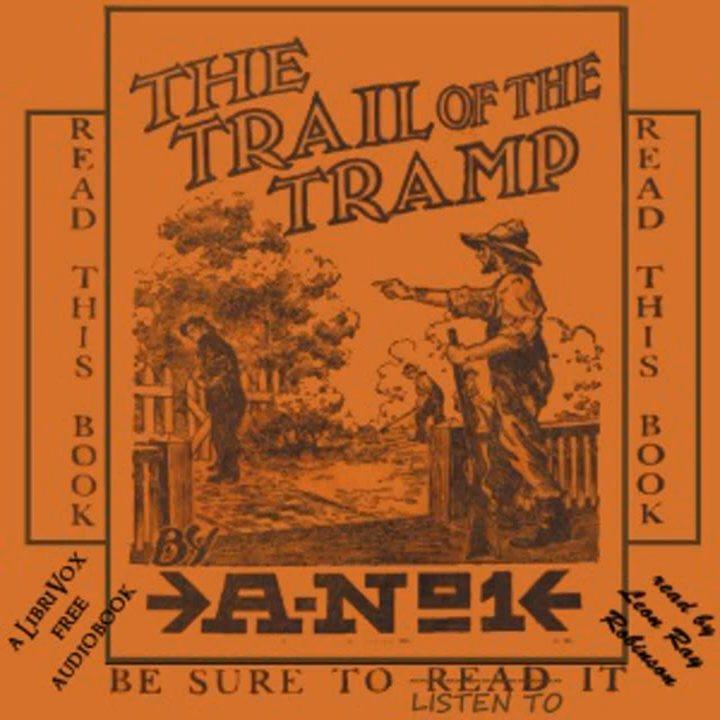 THE
TRAIL OF THE
TRAMP
READ THIS BOOK
READ THIS BOOK
BY
A-No1
A LIBRIVOX
FREE
AUDIOBOOK
read by
Leon Ray
Robinson
BE SURE TO READ IT
LISTEN TO